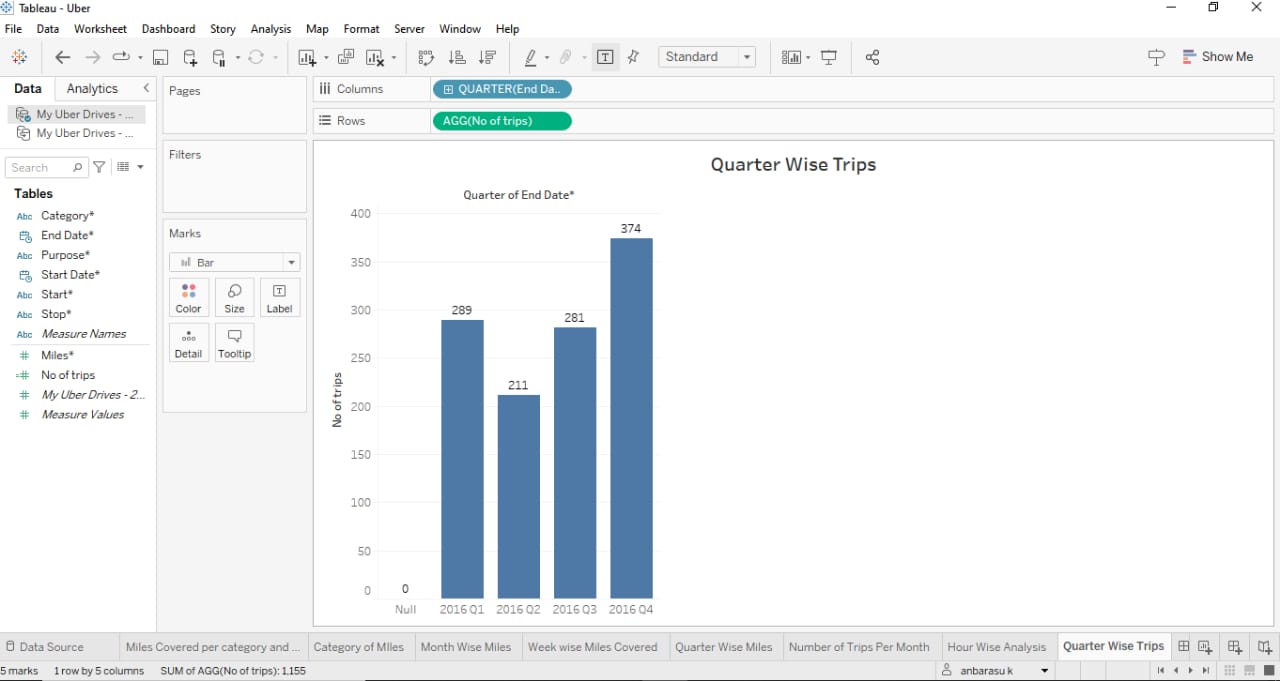 Tableau - Uber
File Data Worksheet Dashboard Story Analysis Map Format Server Window Help
Standard
Show Me
Data Analytics
My Uber Drives - ...
My Uber Drives - ...
Search
Tables
Abc Category*
End Date*
Abc Purpose*
Start Date*
Abc Start*
Abc Stop*
Abc Measure Names
# Miles*
=# No of trips
# My Uber Drives - 2...
# Measure Values
Pages
Filters
Marks
Bar
Color Size Label
Detail Tooltip
Columns QUARTER(End Da..
Rows AGG(No of trips)
Quarter Wise Trips
Quarter of End Date*
No of trips
400
350
300
250
200
150
100
50
0
0 289 211 281 374
Null 2016 Q1 2016 Q2 2016 Q3 2016 Q4
Data Source Miles Covered per category and ... Category of MIles Month Wise Miles Week wise Miles Covered Quarter Wise Miles Number of Trips Per Month Hour Wise Analysis Quarter Wise Trips
5 marks 1 row by 5 columns SUM of AGG(No of trips): 1,155 anbarasu k